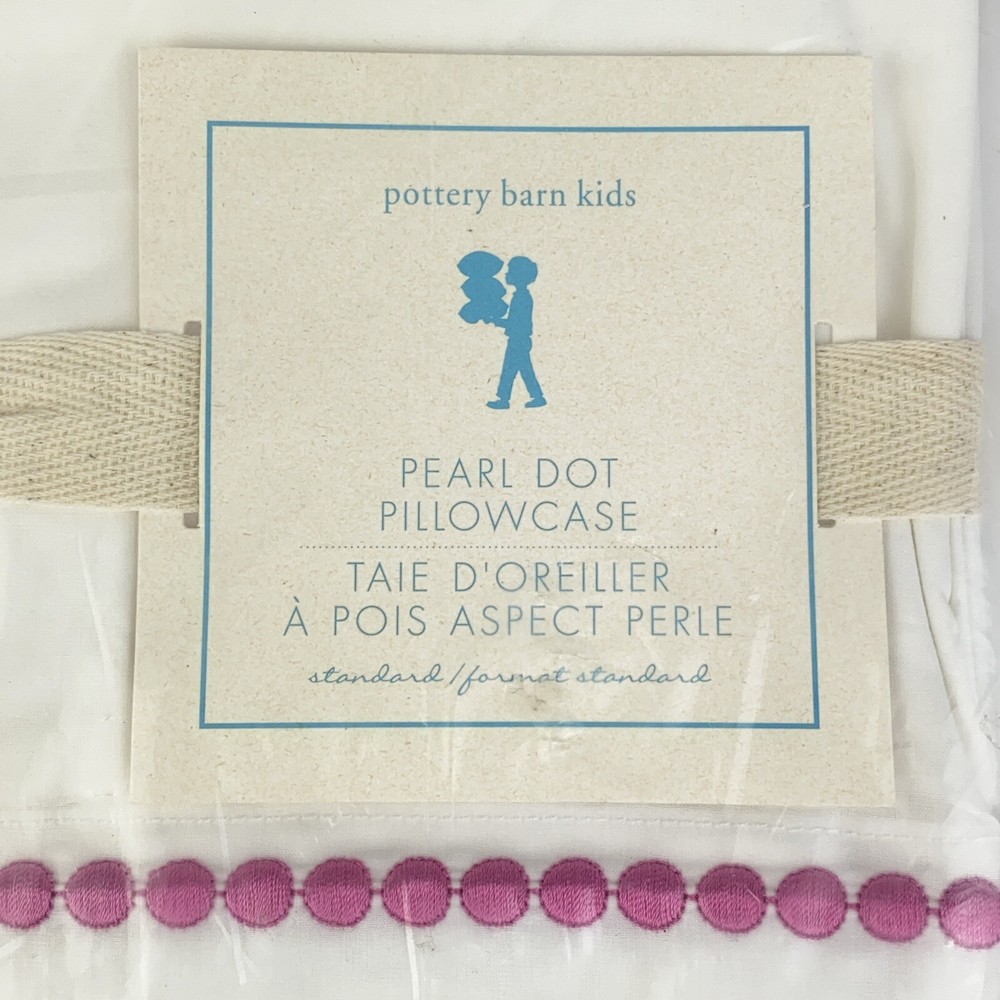 pottery barn kids
PEARL DOT
PILLOWCASE
TAIE D'OREILLER
À POIS ASPECT PERLE
standard / format standard